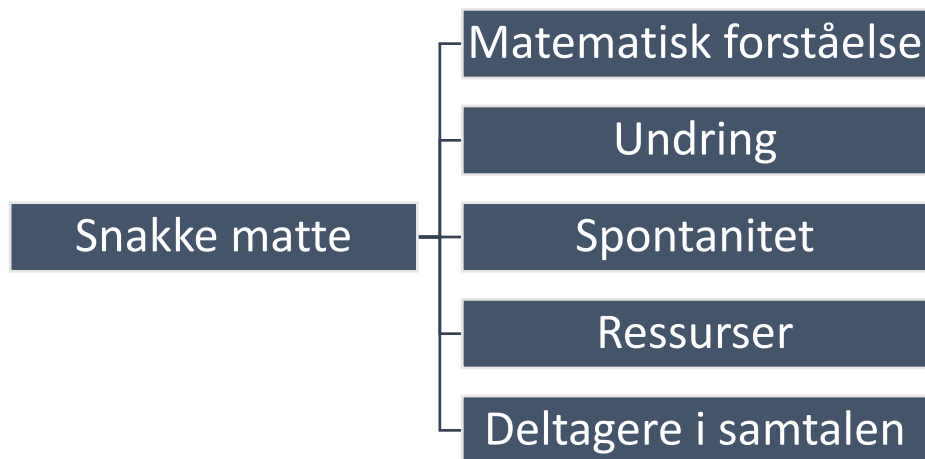 Matematisk forståelse
Undring
Snakke matte
Spontanitet
Ressurser
Deltagere i samtalen